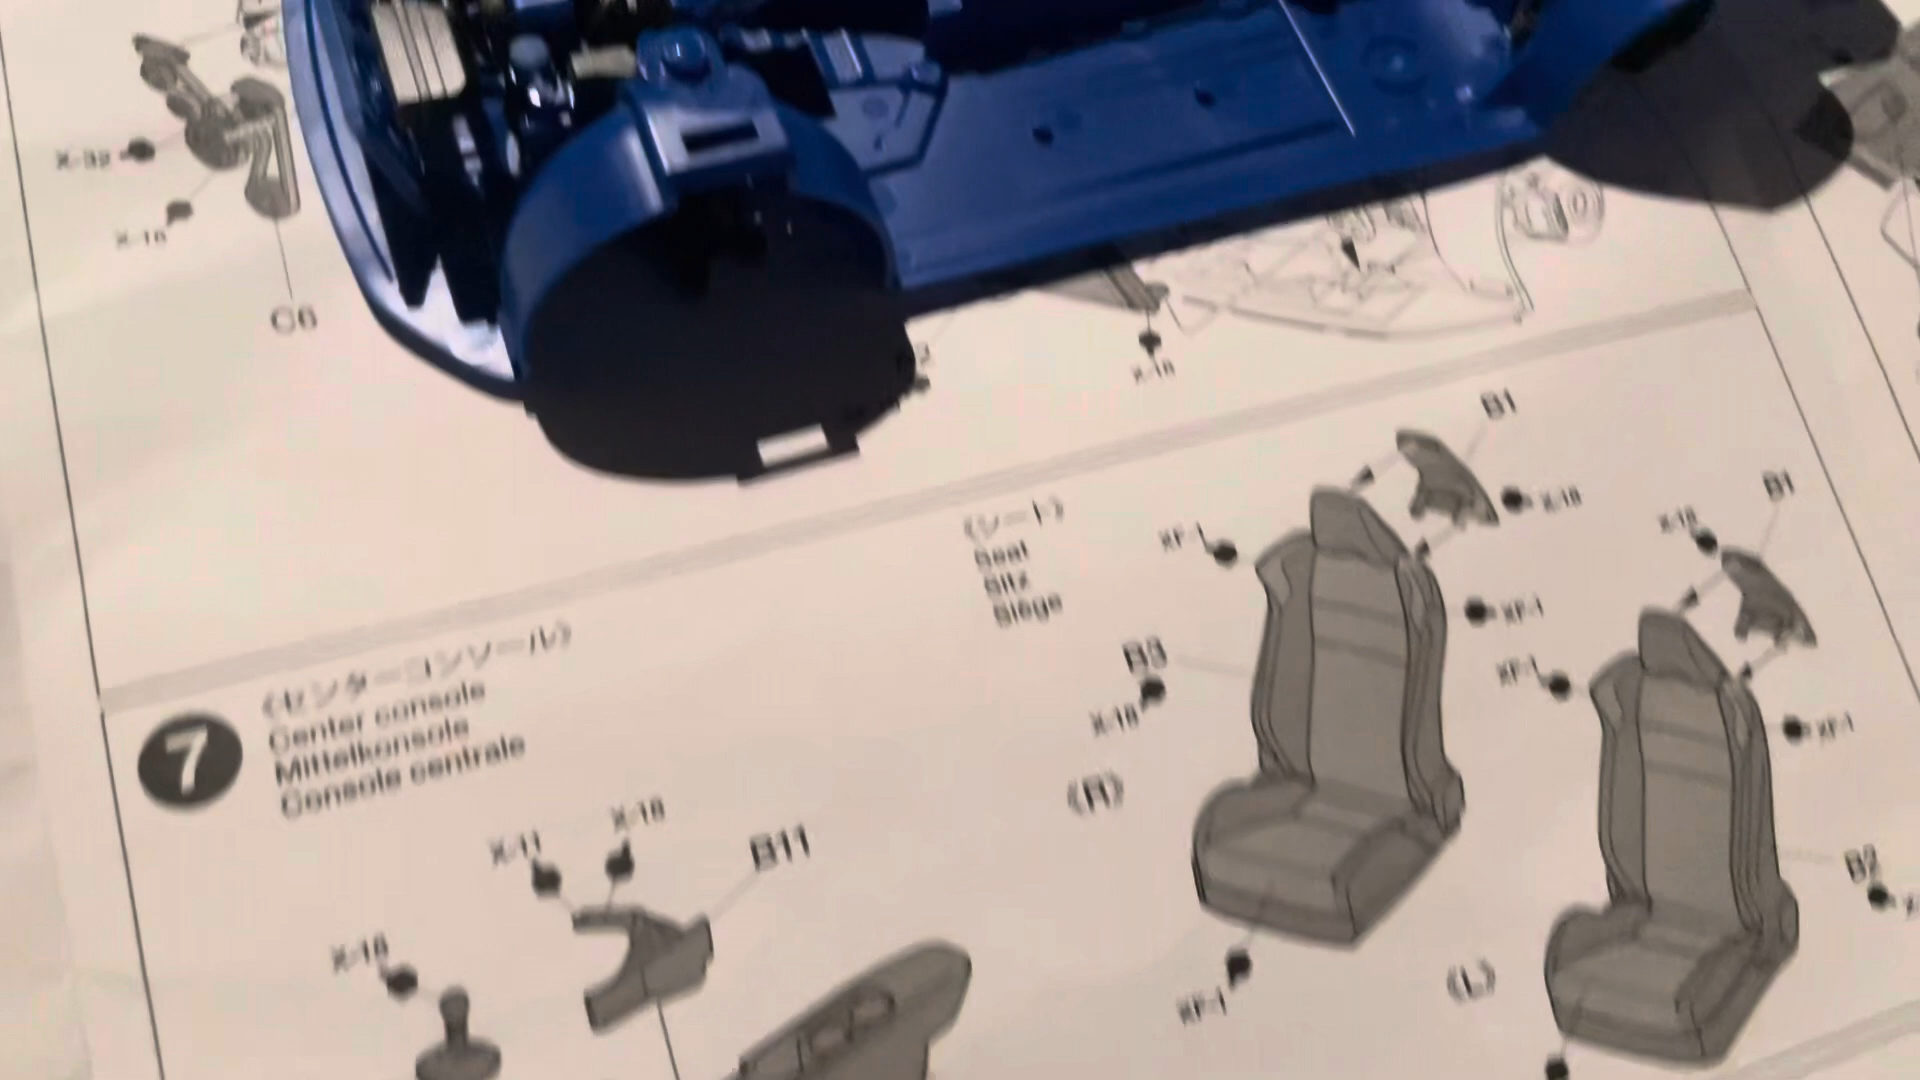 X-32
X-18
C6
X-18
B1
B1
X-18
X-18
《シート》
Seat
Sitz
Siège
XF-1
XF-1
B3
X-18
XF-1
XF-1
《R》
B2
XF-1
《L》
7
《センターコンソール》
Center console
Mittelkonsole
Console centrale
X-11
X-18
B11
X-18